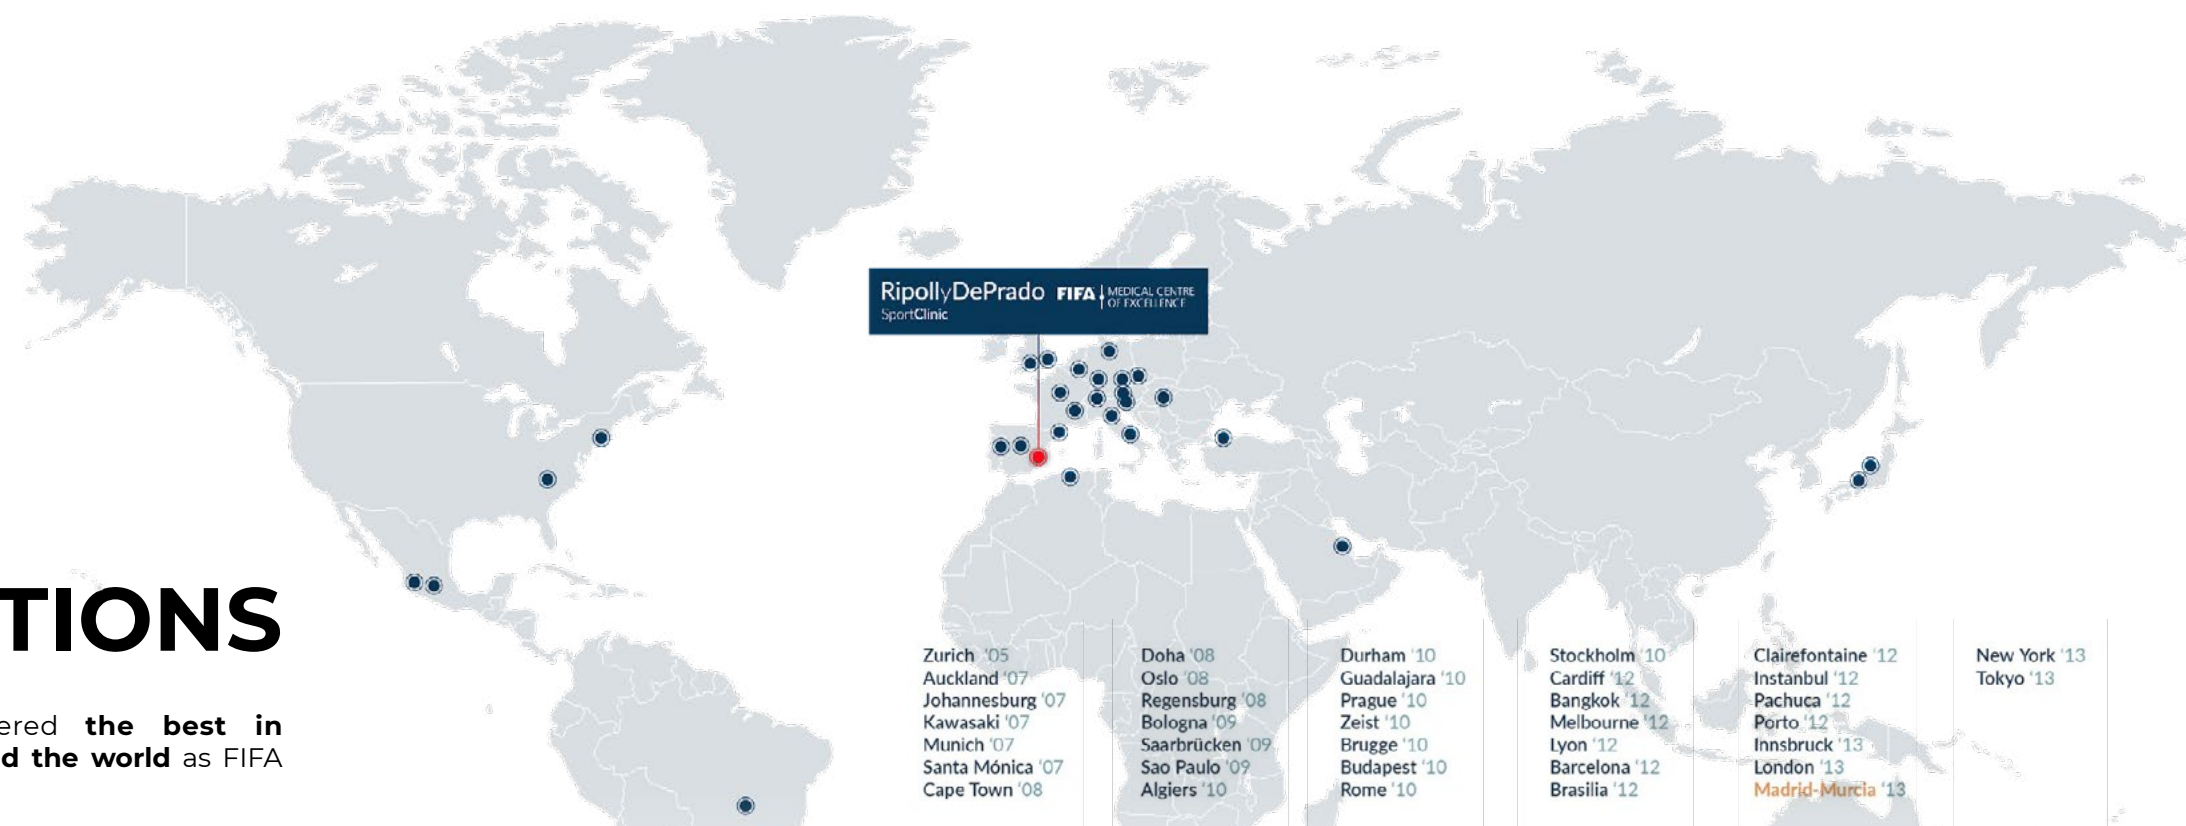 RipollyDePrado FIFA MEDICAL CENTRE
SportClinic OF EXCELLENCE
TIONS
ered the best in
d the world as FIFA
Zurich '05
Auckland '07
Johannesburg '07
Kawasaki '07
Munich '07
Santa Mónica '07
Cape Town '08
Doha '08
Oslo '08
Regensburg '08
Bologna '09
Saarbrücken '09
Sao Paulo '09
Algiers '10
Durham '10
Guadalajara '10
Prague '10
Zeist '10
Brugge '10
Budapest '10
Rome '10
Stockholm '10
Cardiff '12
Bangkok '12
Melbourne '12
Lyon '12
Barcelona '12
Brasilia '12
Clairefontaine '12
Instanbul '12
Pachuca '12
Porto '12
Innsbruck '13
London '13
Madrid-Murcia '13
New York '13
Tokyo '13